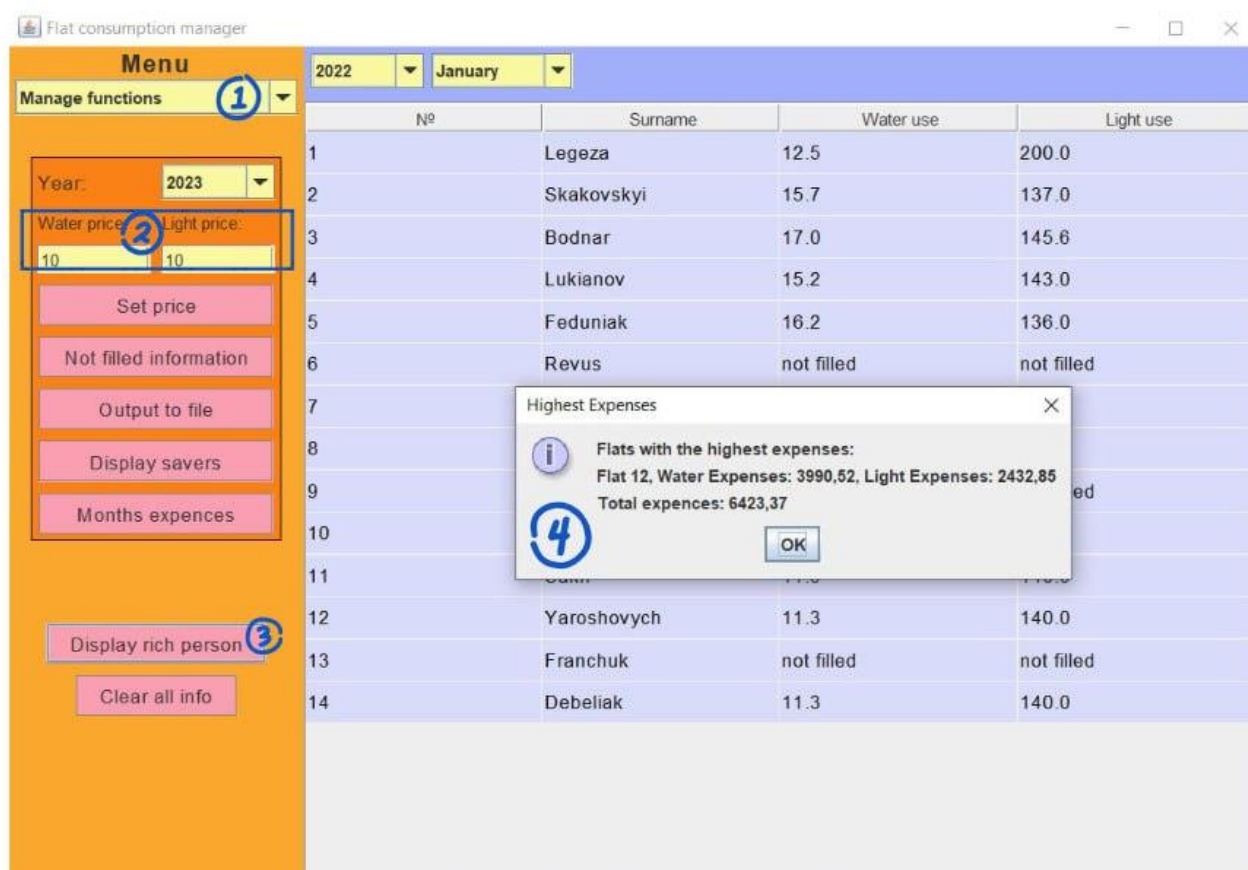 Flat consumption manager
Menu
Manage functions 1
2022 January
Nº Surname Water use Light use
1 Legeza 12.5 200.0
Year: 2023
2 Skakovskyi 15.7 137.0
Water price 2 Light price:
3 Bodnar 17.0 145.6
10 10
4 Lukianov 15.2 143.0
Set price
5 Feduniak 16.2 136.0
Not filled information
6 Revus not filled not filled
Output to file
7
Highest Expenses
Flats with the highest expenses:
Flat 12, Water Expenses: 3990,52, Light Expenses: 2432,85
Total expences: 6423,37
4
OK
8
Display savers
9
Months expences
10
11
12 Yaroshovych 11.3 140.0
Display rich person 3
13 Franchuk not filled not filled
Clear all info
14 Debeliak 11.3 140.0